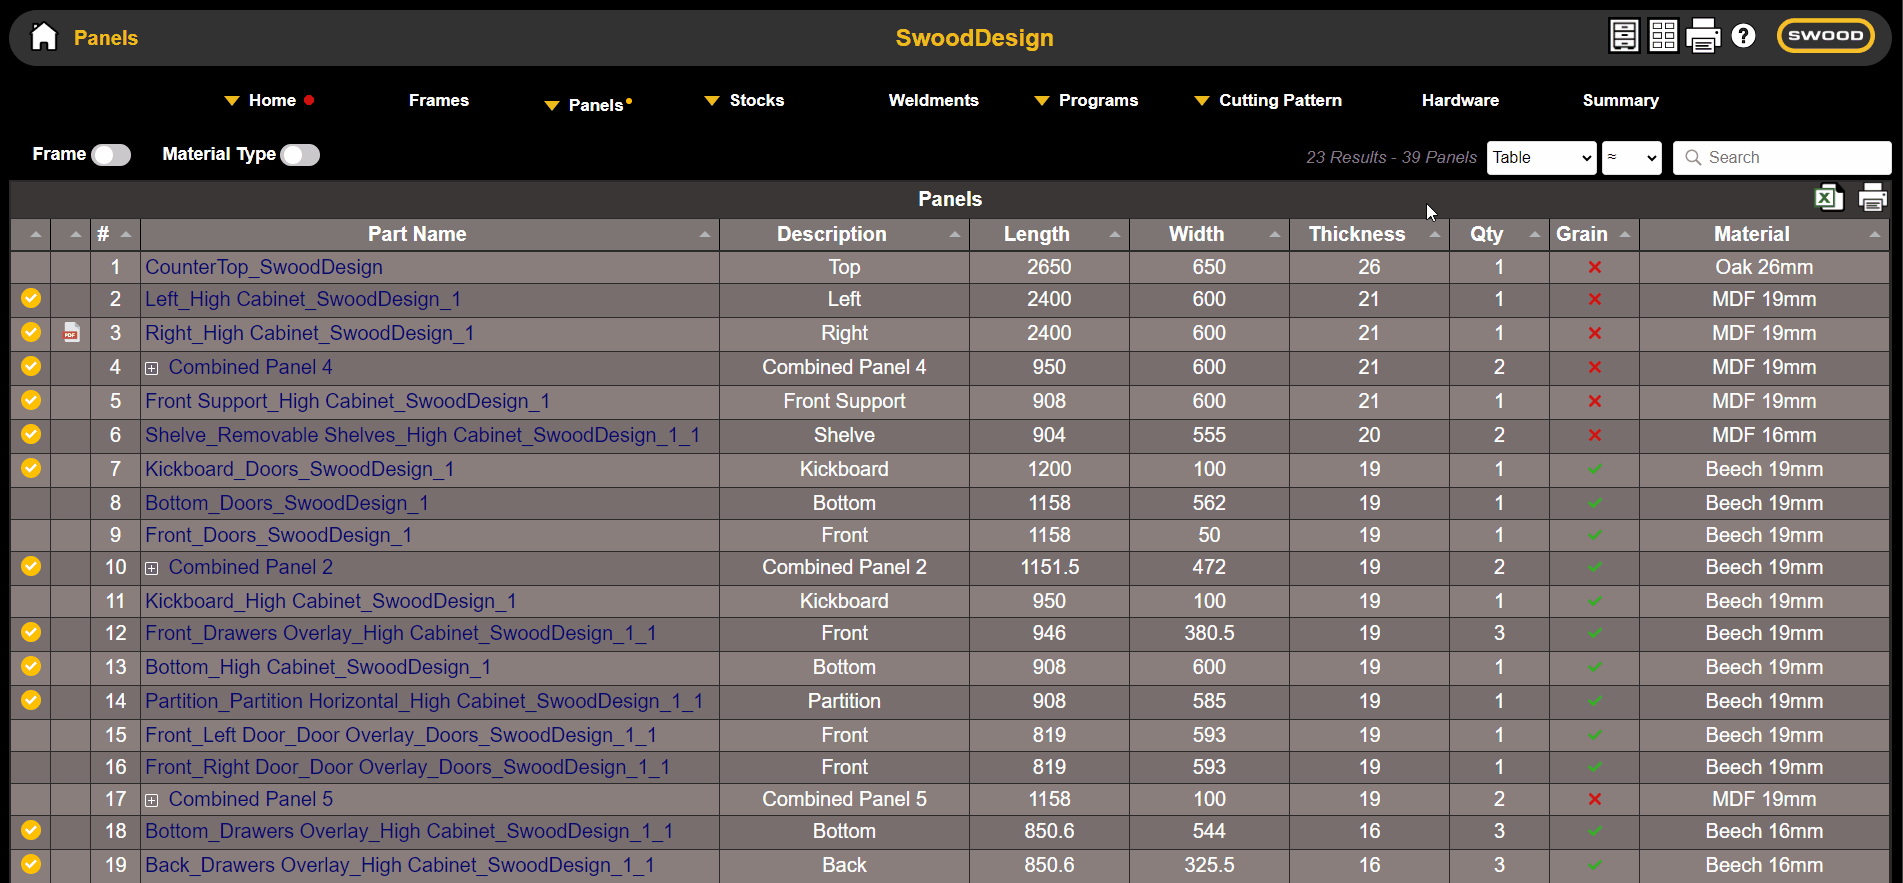 Panels SwoodDesign SWOOD
Home Frames Panels Stocks Weldments Programs Cutting Pattern Hardware Summary
Frame Material Type 23 Results - 39 Panels Table ≈ Search
Panels
# Part Name Description Length Width Thickness Qty Grain Material
1 CounterTop_SwoodDesign Top 2650 650 26 1 Oak 26mm
2 Left_High Cabinet_SwoodDesign_1 Left 2400 600 21 1 MDF 19mm
PDF 3 Right_High Cabinet_SwoodDesign_1 Right 2400 600 21 1 MDF 19mm
4 Combined Panel 4 Combined Panel 4 950 600 21 2 MDF 19mm
5 Front Support_High Cabinet_SwoodDesign_1 Front Support 908 600 21 1 MDF 19mm
6 Shelve_Removable Shelves_High Cabinet_SwoodDesign_1_1 Shelve 904 555 20 2 MDF 16mm
7 Kickboard_Doors_SwoodDesign_1 Kickboard 1200 100 19 1 Beech 19mm
8 Bottom_Doors_SwoodDesign_1 Bottom 1158 562 19 1 Beech 19mm
9 Front_Doors_SwoodDesign_1 Front 1158 50 19 1 Beech 19mm
10 Combined Panel 2 Combined Panel 2 1151.5 472 19 2 Beech 19mm
11 Kickboard_High Cabinet_SwoodDesign_1 Kickboard 950 100 19 1 Beech 19mm
12 Front_Drawers Overlay_High Cabinet_SwoodDesign_1_1 Front 946 380.5 19 3 Beech 19mm
13 Bottom_High Cabinet_SwoodDesign_1 Bottom 908 600 19 1 Beech 19mm
14 Partition_Partition Horizontal_High Cabinet_SwoodDesign_1_1 Partition 908 585 19 1 Beech 19mm
15 Front_Left Door_Door Overlay_Doors_SwoodDesign_1_1 Front 819 593 19 1 Beech 19mm
16 Front_Right Door_Door Overlay_Doors_SwoodDesign_1_1 Front 819 593 19 1 Beech 19mm
17 Combined Panel 5 Combined Panel 5 1158 100 19 2 MDF 19mm
18 Bottom_Drawers Overlay_High Cabinet_SwoodDesign_1_1 Bottom 850.6 544 16 3 Beech 16mm
19 Back_Drawers Overlay_High Cabinet_SwoodDesign_1_1 Back 850.6 325.5 16 3 Beech 16mm